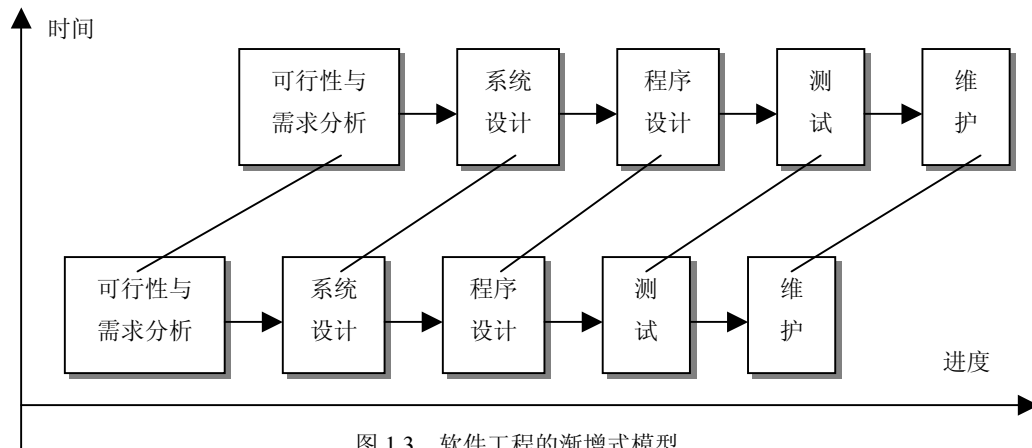 时间
可行性与
需求分析
系统
设计
程序
设计
测
试
维
护
可行性与
需求分析
系统
设计
程序
设计
测
试
维
护
进度
图 1.3 软件工程的渐增式模型